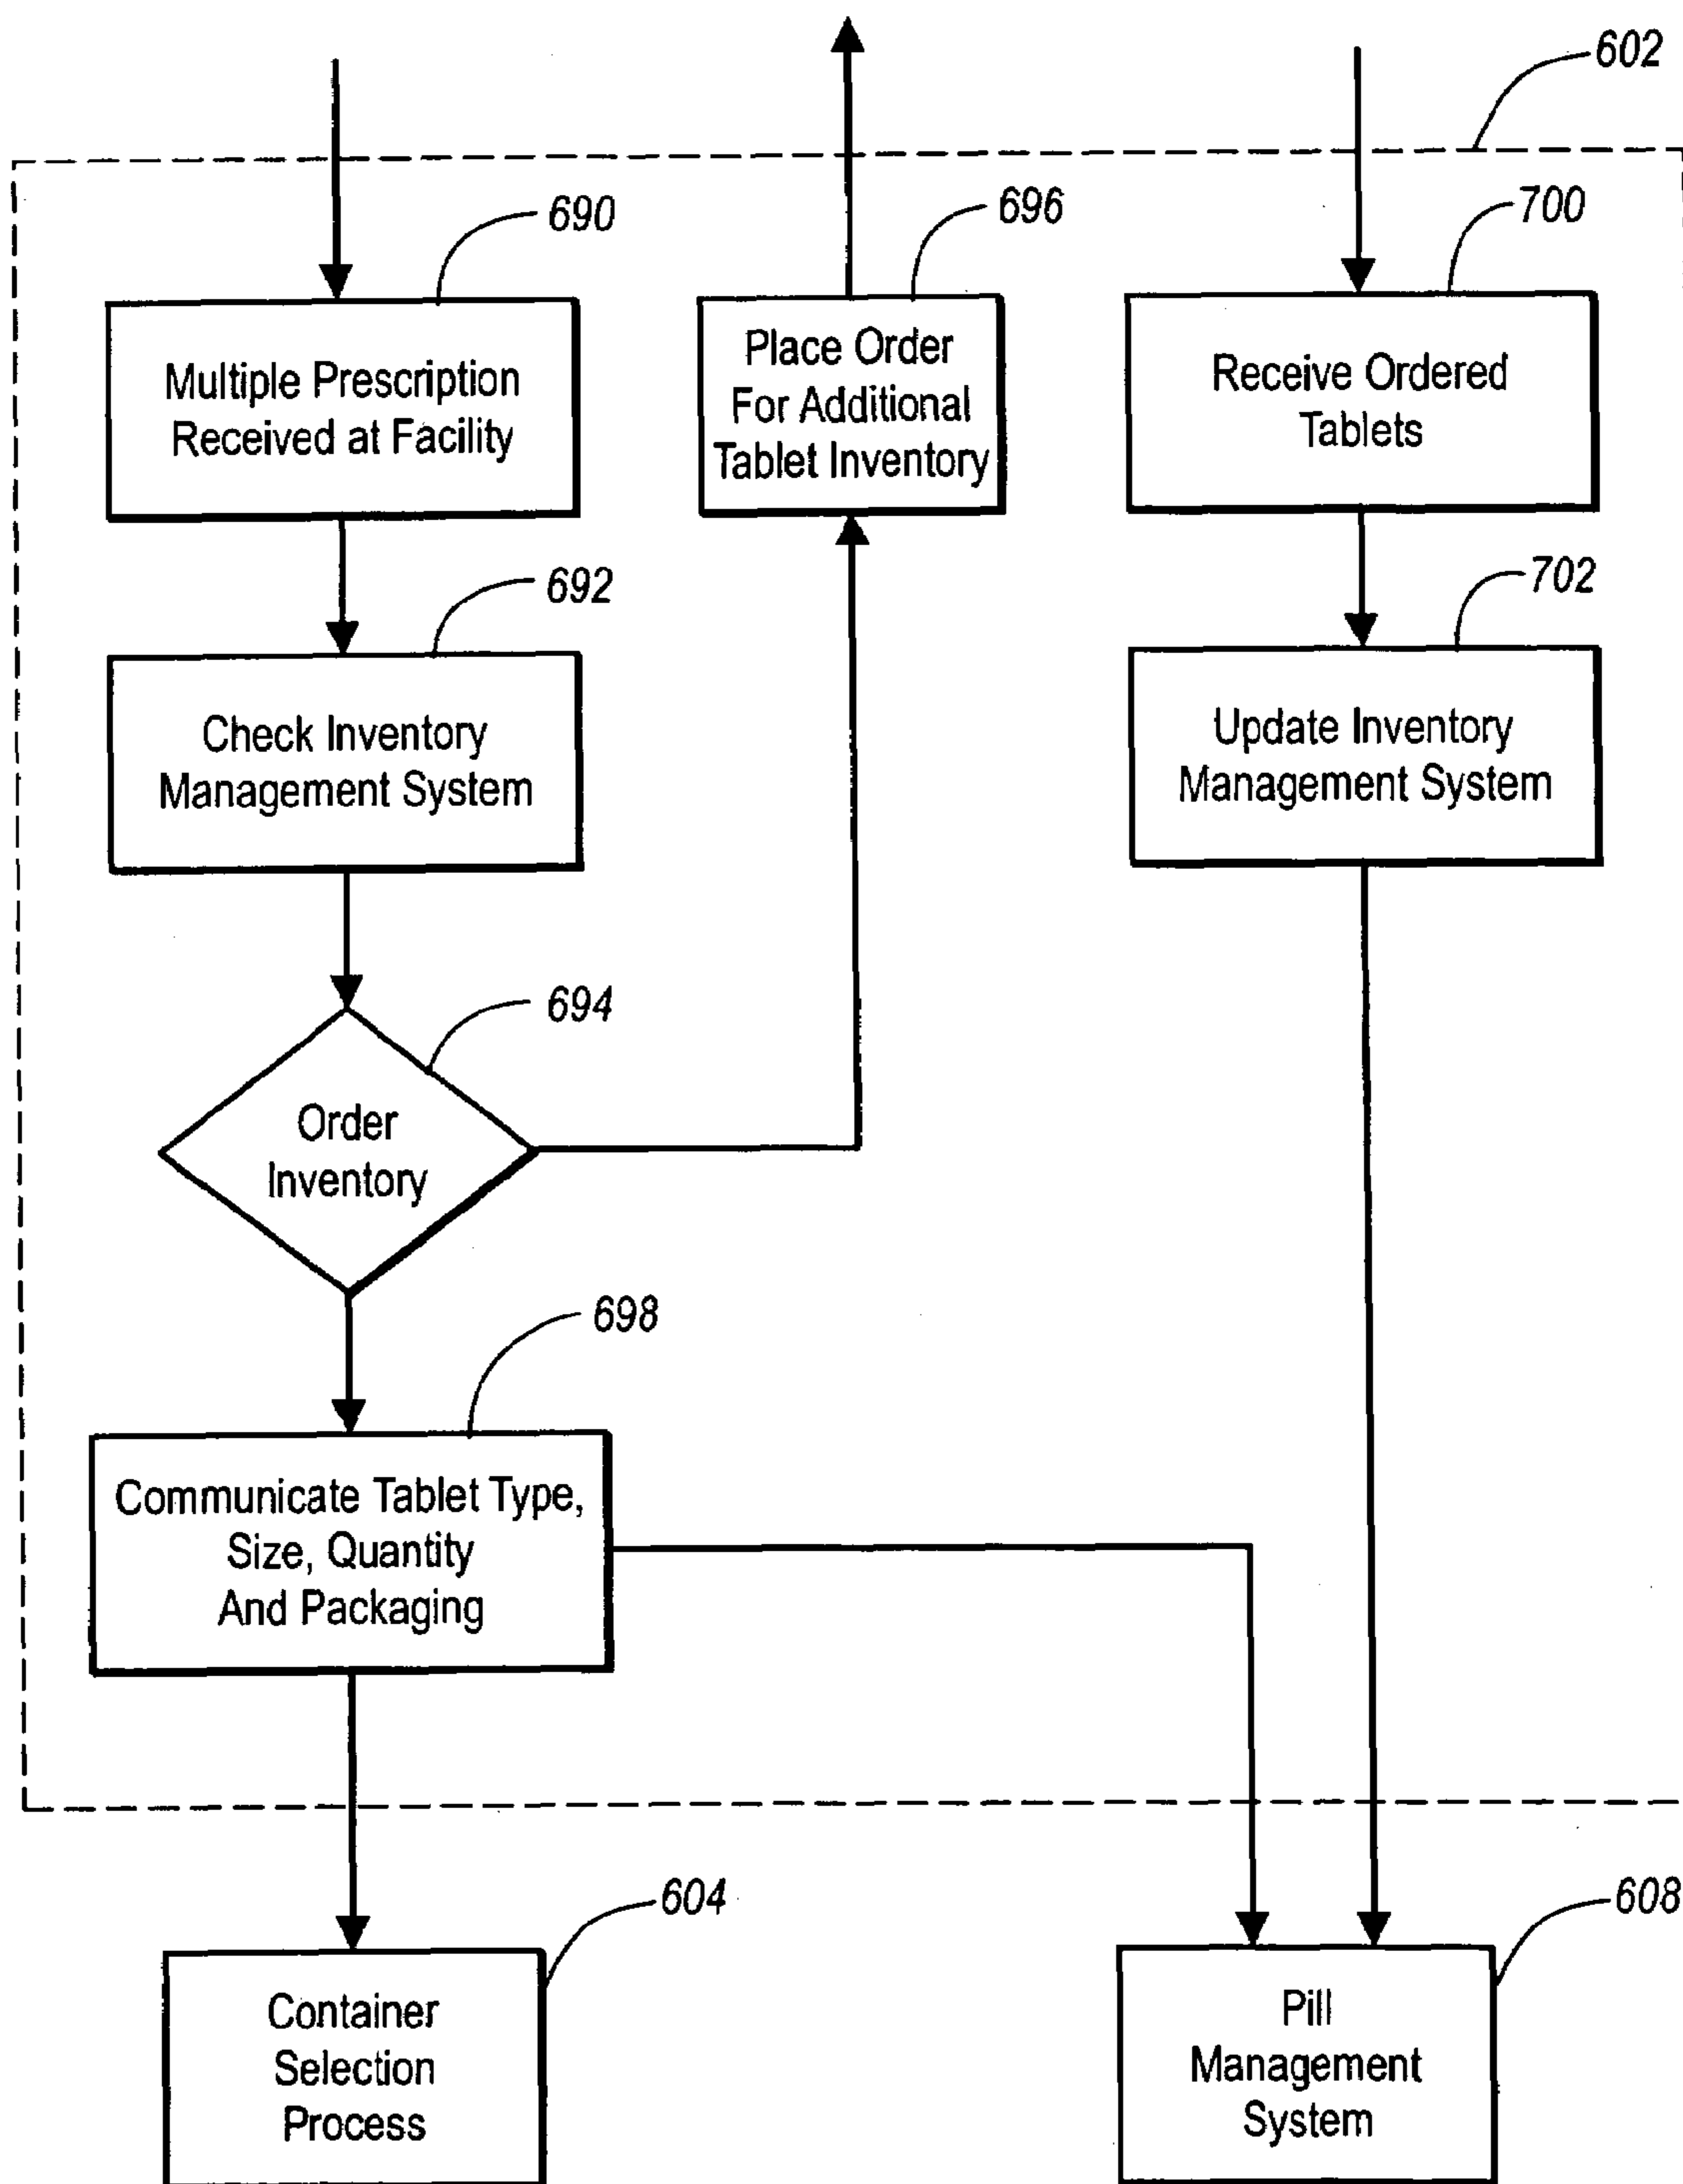 602
690
Multiple Prescription
Received at Facility
696
Place Order
For Additional
Tablet Inventory
700
Receive Ordered
Tablets
692
Check Inventory
Management System
702
Update Inventory
Management System
694
Order
Inventory
698
Communicate Tablet Type,
Size, Quantity
And Packaging
604
Container
Selection
Process
608
Pill
Management
System